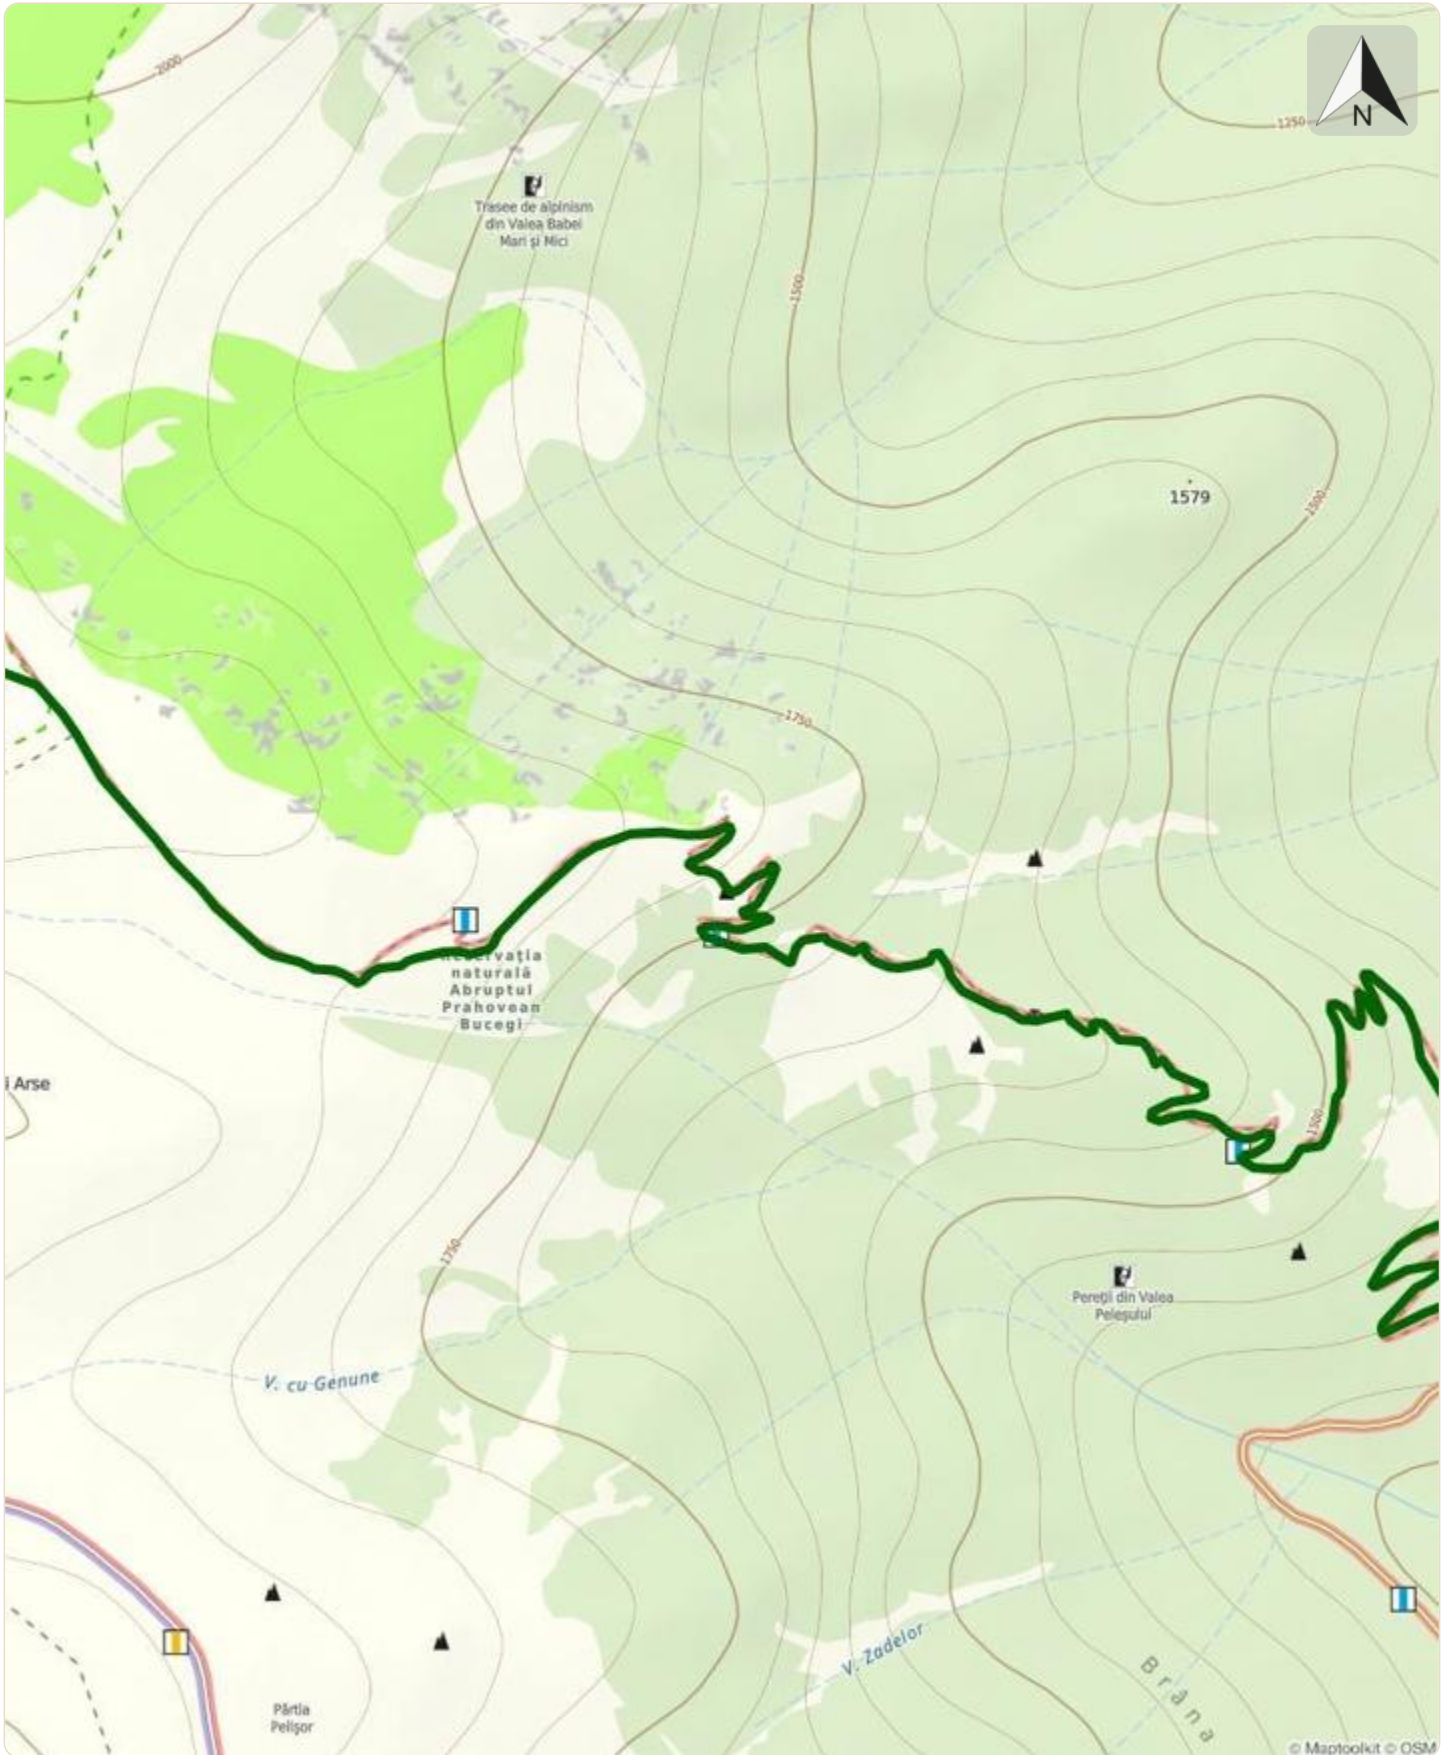 2000
N
1250
Trasee de alpinism
din Valea Babei
Mari și Mici
1500
1579
1500
1750
naturală
Abruptul
Prahovean
Bucegi
Arse
1500
1750
Pereții din Valea
Peleșului
V. cu Genune
V. Zadelor
Brâna
Pârtia
Pelișor
© Maptoolkit © OSM